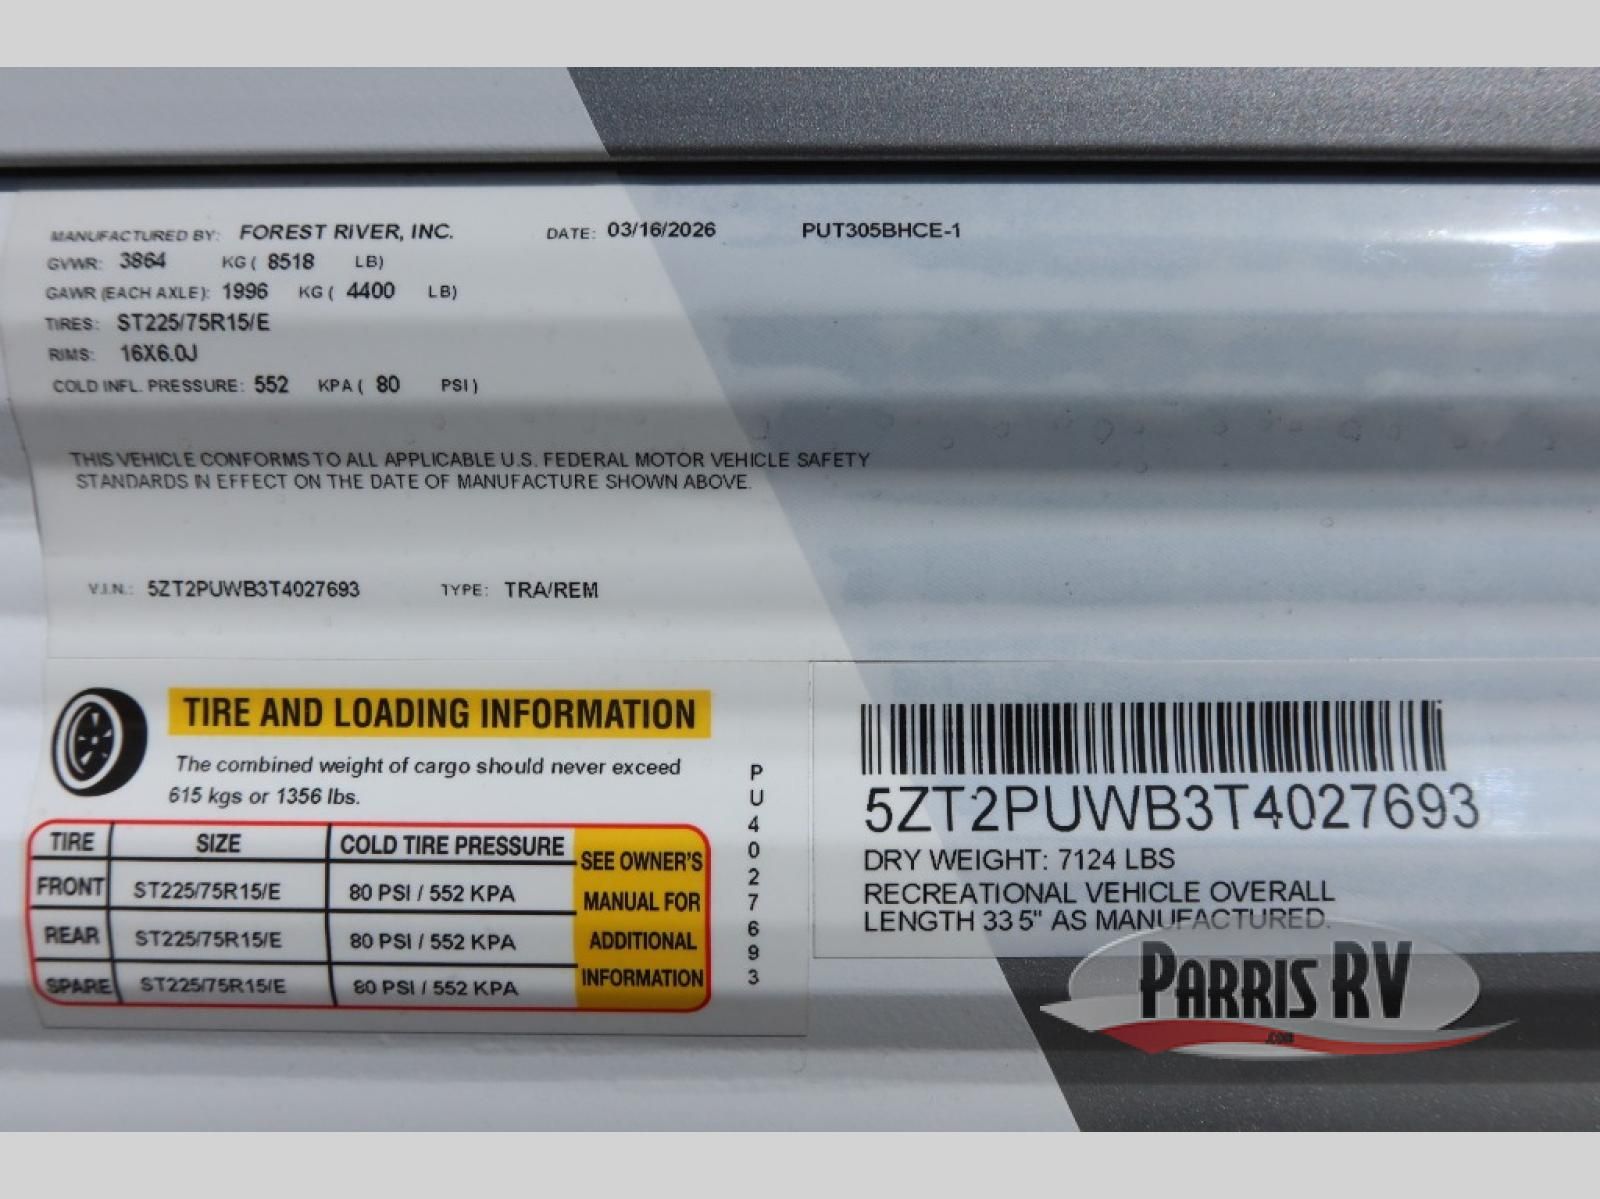 MANUFACTURED BY: FOREST RIVER, INC. DATE: 03/16/2026 PUT305BHCE-1
GVWR: 3864 KG ( 8518 LB)
GAWR (EACH AXLE): 1996 KG ( 4400 LB)
TIRES: ST225/75R15/E
RIMS: 16X6.0J
COLD INFL. PRESSURE: 552 KPA ( 80 PSI )
THIS VEHICLE CONFORMS TO ALL APPLICABLE U.S. FEDERAL MOTOR VEHICLE SAFETY
STANDARDS IN EFFECT ON THE DATE OF MANUFACTURE SHOWN ABOVE.
V.I.N.: 5ZT2PUWB3T4027693 TYPE: TRA/REM
TIRE AND LOADING INFORMATION
The combined weight of cargo should never exceed
615 kgs or 1356 lbs.
TIRE SIZE COLD TIRE PRESSURE
FRONT ST225/75R15/E 80 PSI / 552 KPA
REAR ST225/75R15/E 80 PSI / 552 KPA
SPARE ST225/75R15/E 80 PSI / 552 KPA
SEE OWNER'S
MANUAL FOR
ADDITIONAL
INFORMATION
PU4027693
5ZT2PUWB3T4027693
DRY WEIGHT: 7124 LBS
RECREATIONAL VEHICLE OVERALL
LENGTH 33 5" AS MANUFACTURED.
PARRIS RV
.COM